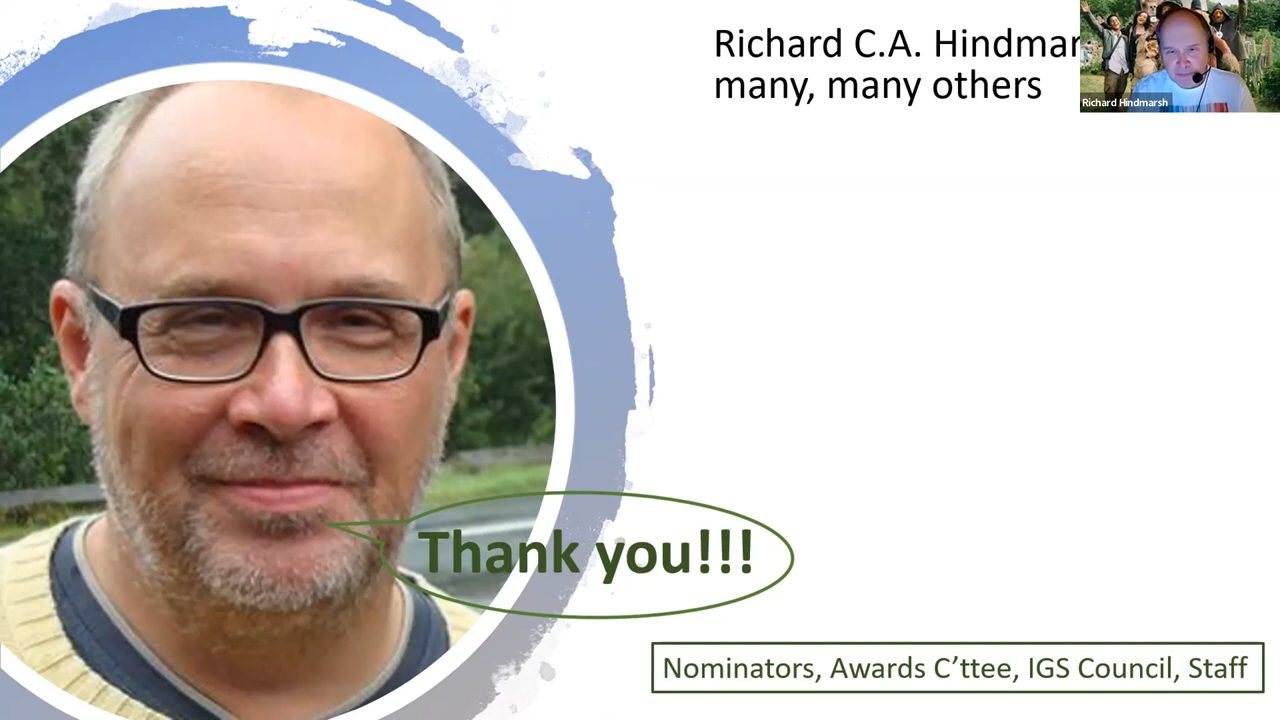 Richard C.A. Hindmar
many, many others
Richard Hindmarsh
Thank you!!!
Nominators, Awards C’ttee, IGS Council, Staff